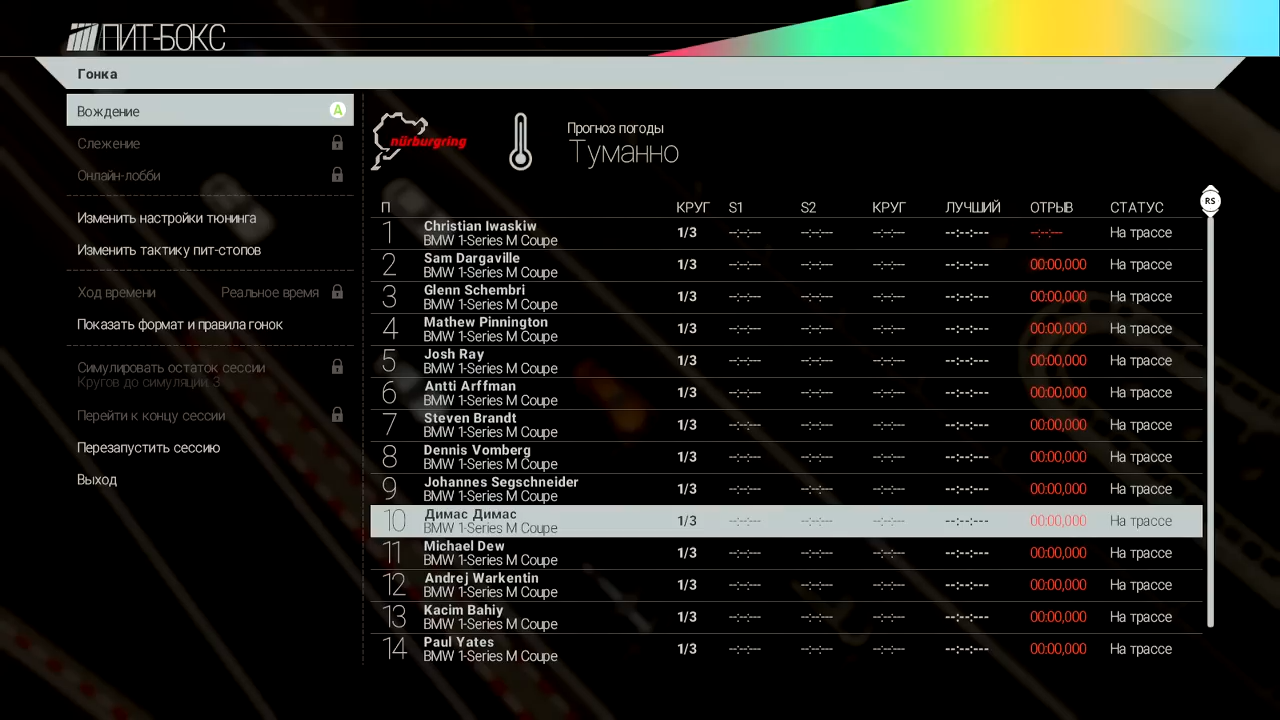 ПИТ-БОКС
Гонка
Вождение A
Слежение
Онлайн-лобби
Изменить настройки тюнинга
Изменить тактику пит-стопов
Ход времени Реальное время
Показать формат и правила гонок
Симулировать остаток сессии
Кругов до симуляции: 3
Перейти к концу сессии
Перезапустить сессию
Выход
nürburgring
Прогноз погоды
Туманно
П КРУГ S1 S2 КРУГ ЛУЧШИЙ ОТРЫВ СТАТУС RS
1 Christian Iwaskiw 1/3 --:--:--- --:--:--- --:--:--- --:--:--- --:--:--- На трассе
BMW 1-Series M Coupe
2 Sam Dargaville 1/3 --:--:--- --:--:--- --:--:--- --:--:--- 00:00,000 На трассе
BMW 1-Series M Coupe
3 Glenn Schembri 1/3 --:--:--- --:--:--- --:--:--- --:--:--- 00:00,000 На трассе
BMW 1-Series M Coupe
4 Mathew Pinnington 1/3 --:--:--- --:--:--- --:--:--- --:--:--- 00:00,000 На трассе
BMW 1-Series M Coupe
5 Josh Ray 1/3 --:--:--- --:--:--- --:--:--- --:--:--- 00:00,000 На трассе
BMW 1-Series M Coupe
6 Antti Arffman 1/3 --:--:--- --:--:--- --:--:--- --:--:--- 00:00,000 На трассе
BMW 1-Series M Coupe
7 Steven Brandt 1/3 --:--:--- --:--:--- --:--:--- --:--:--- 00:00,000 На трассе
BMW 1-Series M Coupe
8 Dennis Vomberg 1/3 --:--:--- --:--:--- --:--:--- --:--:--- 00:00,000 На трассе
BMW 1-Series M Coupe
9 Johannes Segschneider 1/3 --:--:--- --:--:--- --:--:--- --:--:--- 00:00,000 На трассе
BMW 1-Series M Coupe
10 Димас Димас 1/3 --:--:--- --:--:--- --:--:--- --:--:--- 00:00,000 На трассе
BMW 1-Series M Coupe
11 Michael Dew 1/3 --:--:--- --:--:--- --:--:--- --:--:--- 00:00,000 На трассе
BMW 1-Series M Coupe
12 Andrej Warkentin 1/3 --:--:--- --:--:--- --:--:--- --:--:--- 00:00,000 На трассе
BMW 1-Series M Coupe
13 Kacim Bahiy 1/3 --:--:--- --:--:--- --:--:--- --:--:--- 00:00,000 На трассе
BMW 1-Series M Coupe
14 Paul Yates 1/3 --:--:--- --:--:--- --:--:--- --:--:--- 00:00,000 На трассе
BMW 1-Series M Coupe